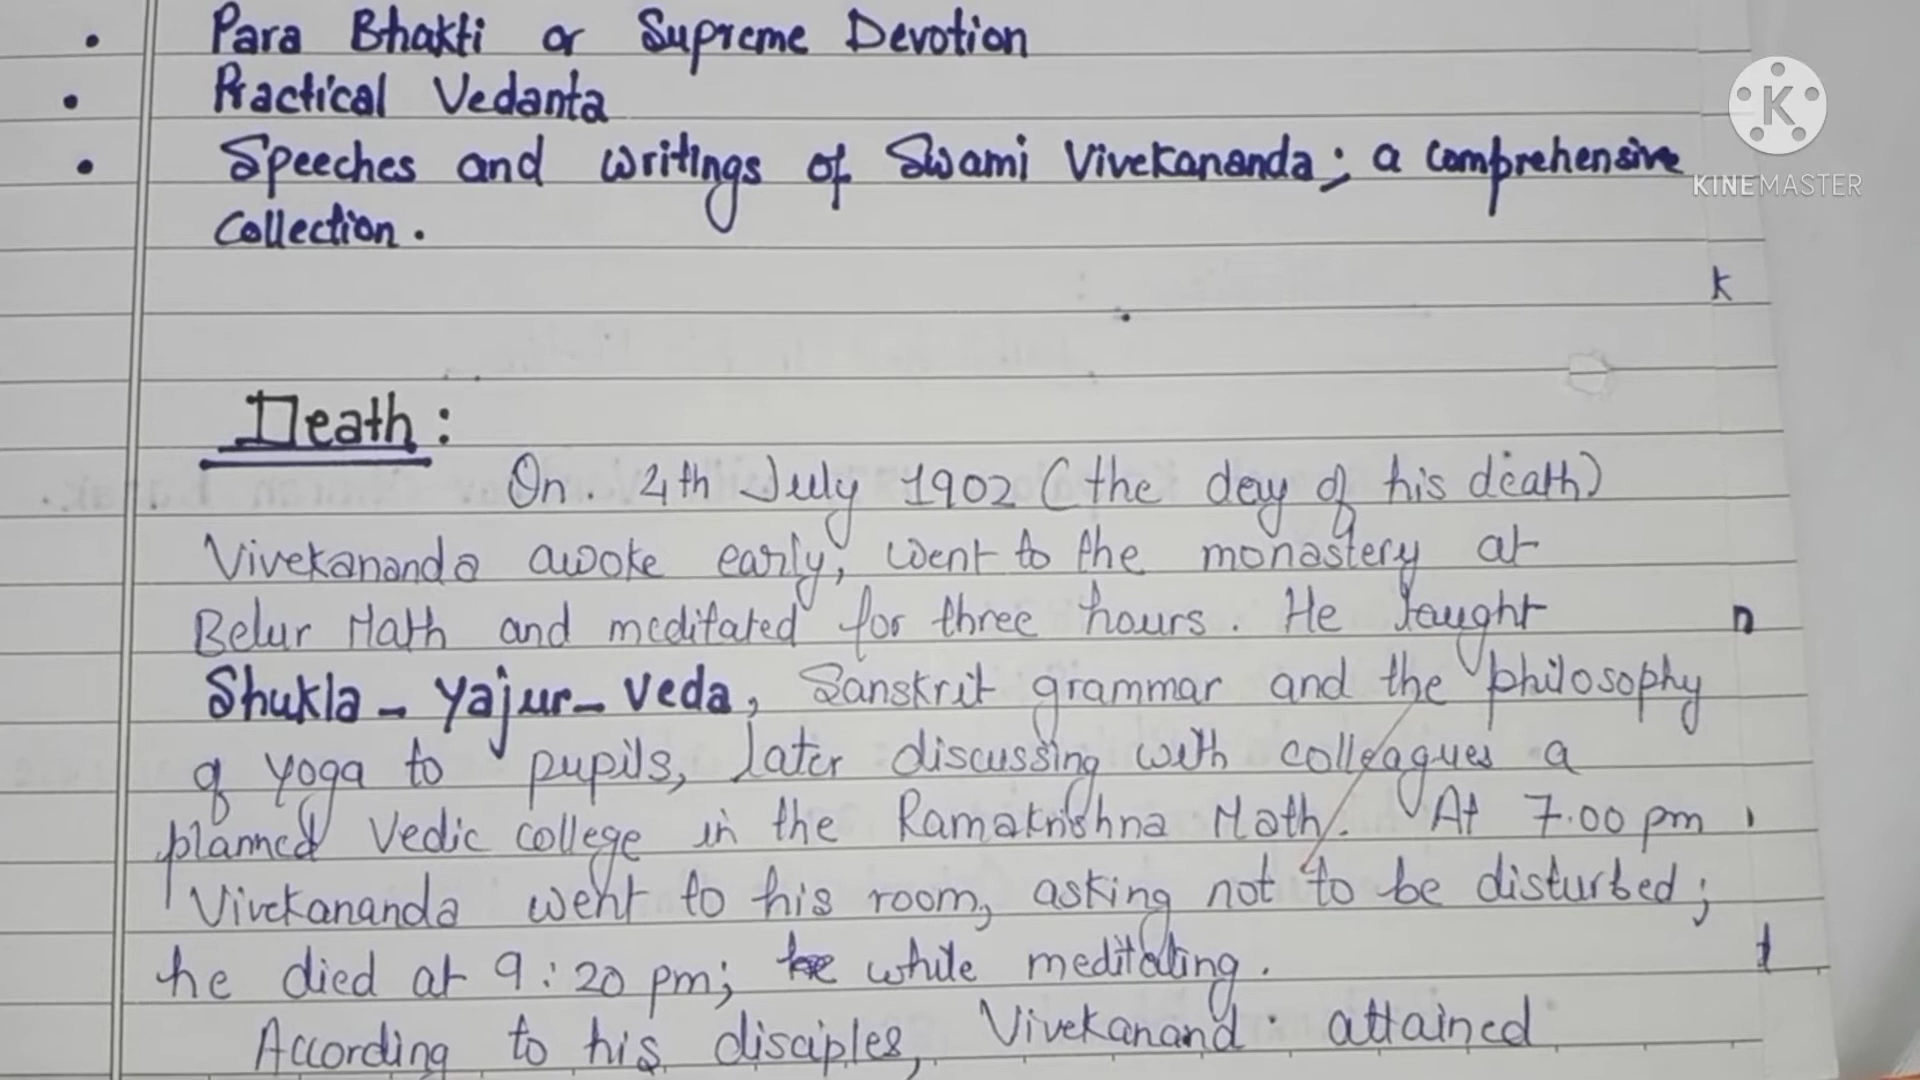 • Para Bhakti or Supreme Devotion
• Practical Vedanta
• Speeches and writings of Swami Vivekananda; a comprehensive
collection.
K
KINEMASTER
k
Death:
On. 4th July 1902 (the day of his death)
Vivekananda awoke early, went to the monastery at
Belur Math and meditated for three hours. He taught
n
Shukla-Yajur-Veda, Sanskrit grammar and the philosophy
of yoga to pupils, later discussing with colleagues a
planned Vedic college in the Ramakrishna Math. At 7.00 pm
Vivekananda went to his room, asking not to be disturbed;
he died at 9:20 pm; while meditating.
According to his disciples, Vivekanand attained